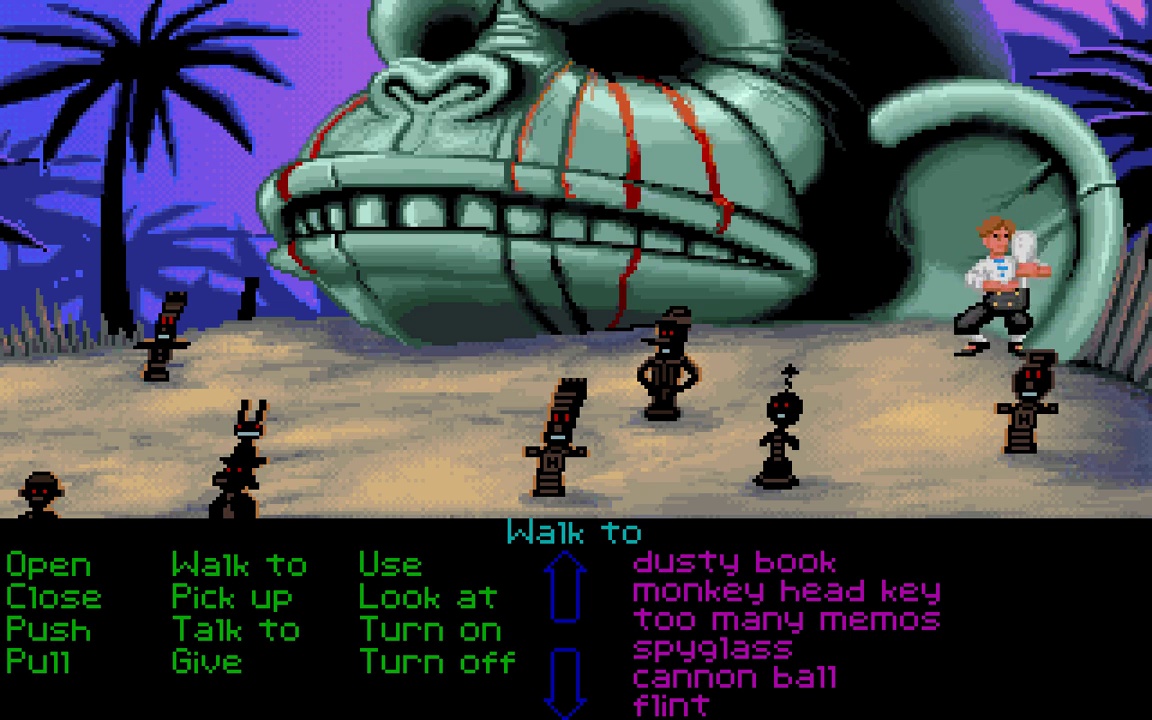 Walk to
Open Walk to Use
Close Pick up Look at
Push Talk to Turn on
Pull Give Turn off
dusty book
monkey head key
too many memos
spyglass
cannon ball
flint